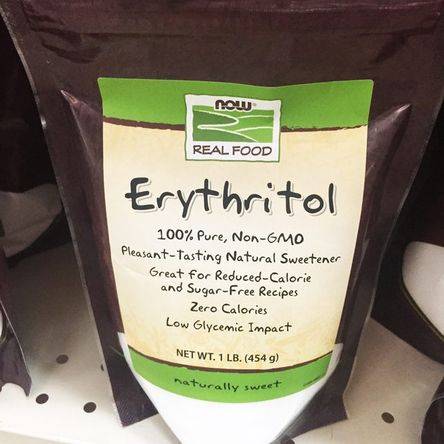 NOW®
REAL FOOD
Erythritol
100% Pure, Non-GMO
Pleasant-Tasting Natural Sweetener
Great for Reduced-Calorie
and Sugar-Free Recipes
Zero Calories
Low Glycemic Impact
NET WT. 1 LB. (454 g)
naturally sweet